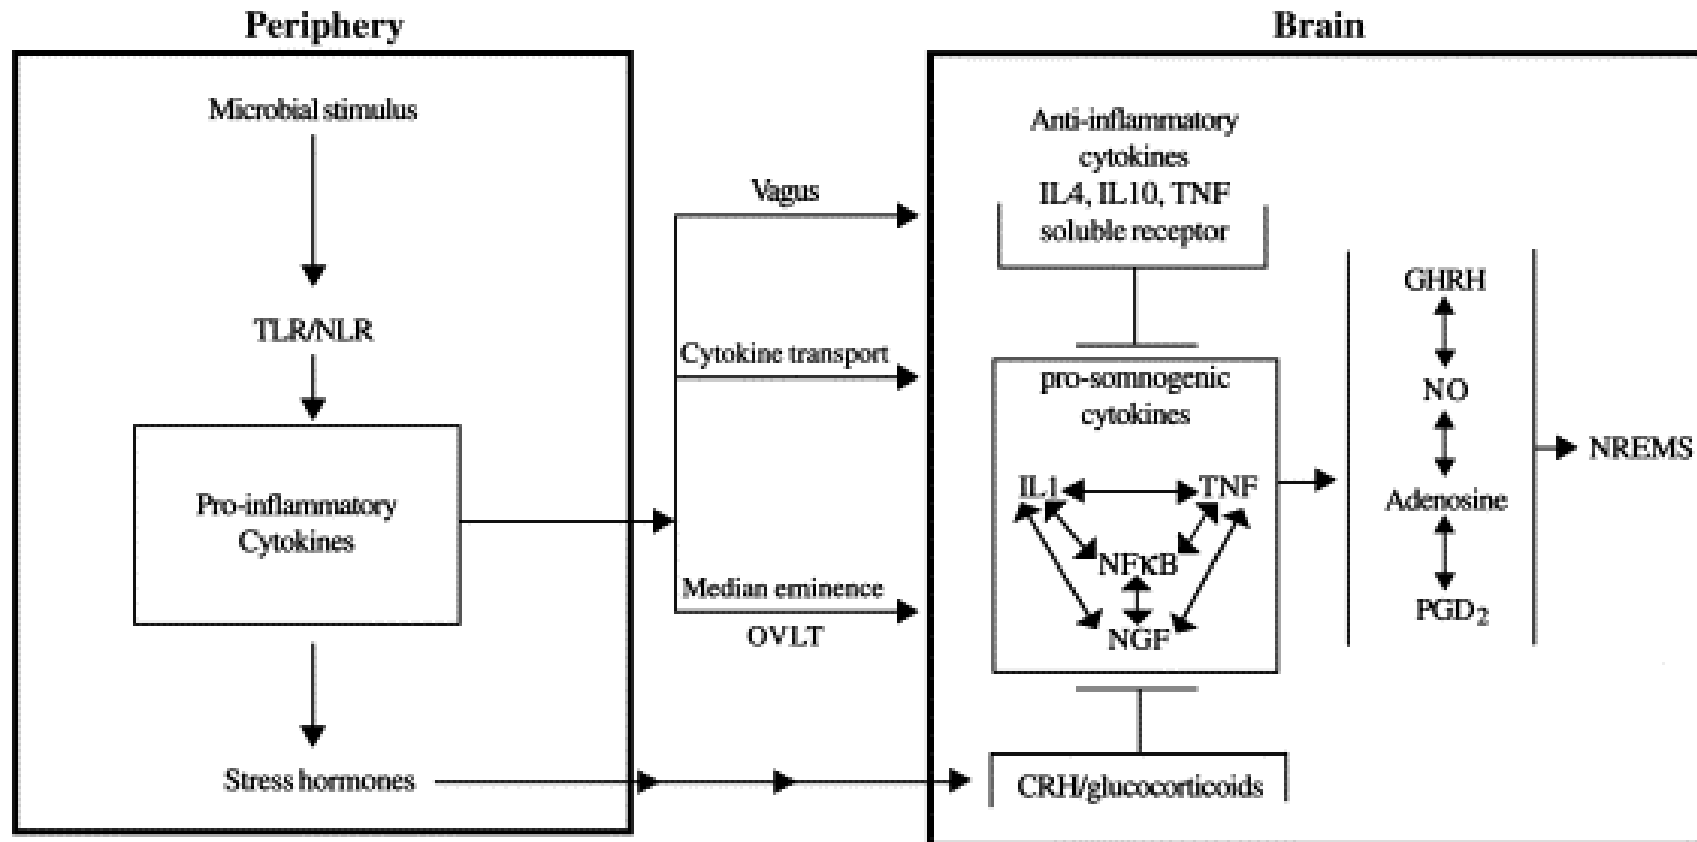 Periphery
Microbial stimulus
TLR/NLR
Pro-inflammatory
Cytokines
Stress hormones
Vagus
Cytokine transport
Median eminence
OVLT
Brain
Anti-inflammatory
cytokines
IL4, IL10, TNF
soluble receptor
pro-somnogenic
cytokines
IL1 TNF
NFκB
NGF
CRH/glucocorticoids
GHRH
NO
Adenosine
PGD2
NREMS